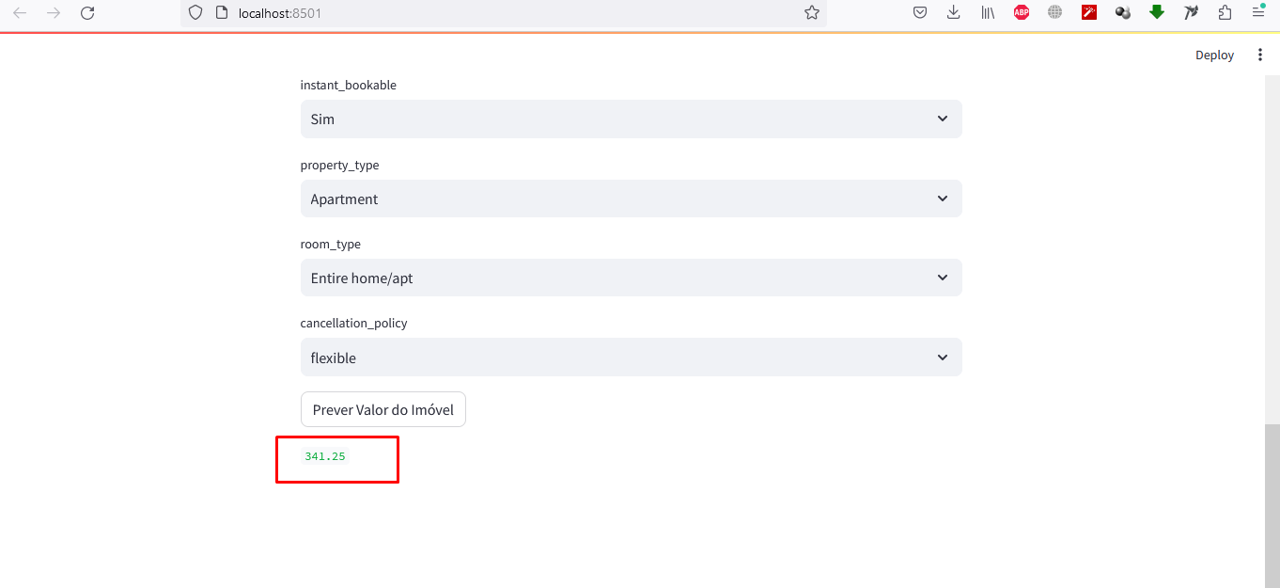 localhost:8501
ABP
Deploy
instant_bookable
Sim
property_type
Apartment
room_type
Entire home/apt
cancellation_policy
flexible
Prever Valor do Imóvel
341.25